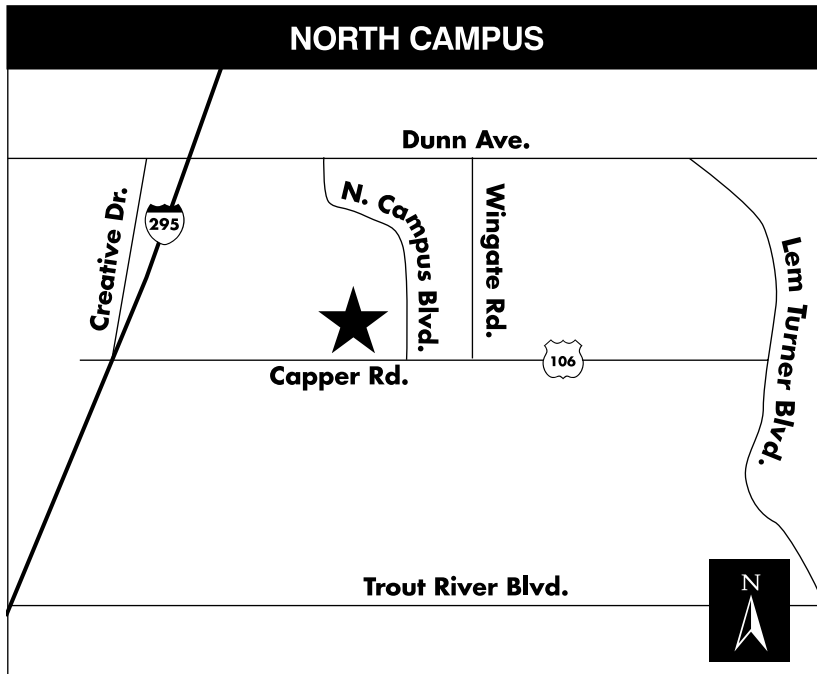 NORTH CAMPUS
Dunn Ave.
Creative Dr.
295
N. Campus Blvd.
Wingate Rd.
Lem Turner Blvd.
106
Capper Rd.
Trout River Blvd.
N